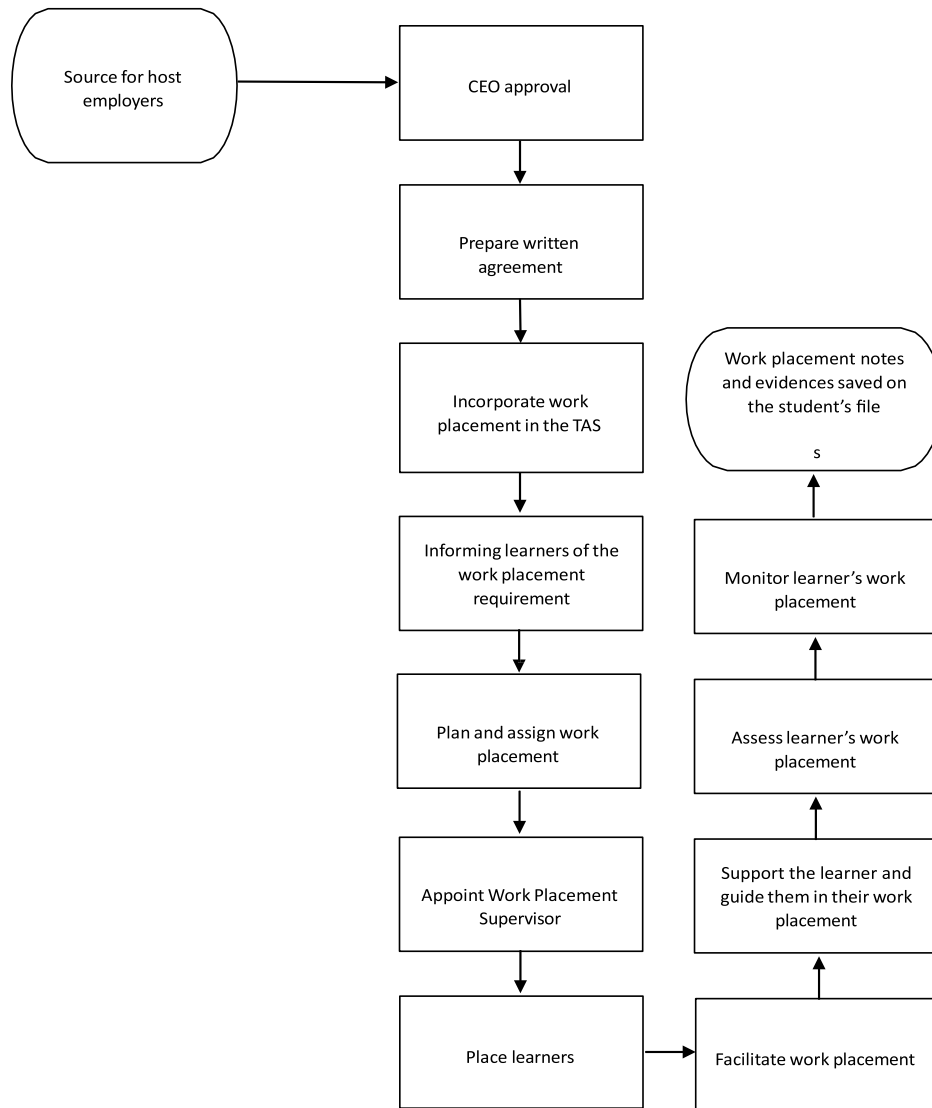 Source for host
employers
CEO approval
Prepare written
agreement
Incorporate work
placement in the TAS
Informing learners of the
work placement
requirement
Plan and assign work
placement
Appoint Work Placement
Supervisor
Place learners
Facilitate work placement
Support the learner and
guide them in their work
placement
Assess learner’s work
placement
Monitor learner’s work
placement
Work placement notes
and evidences saved on
the student’s file
s